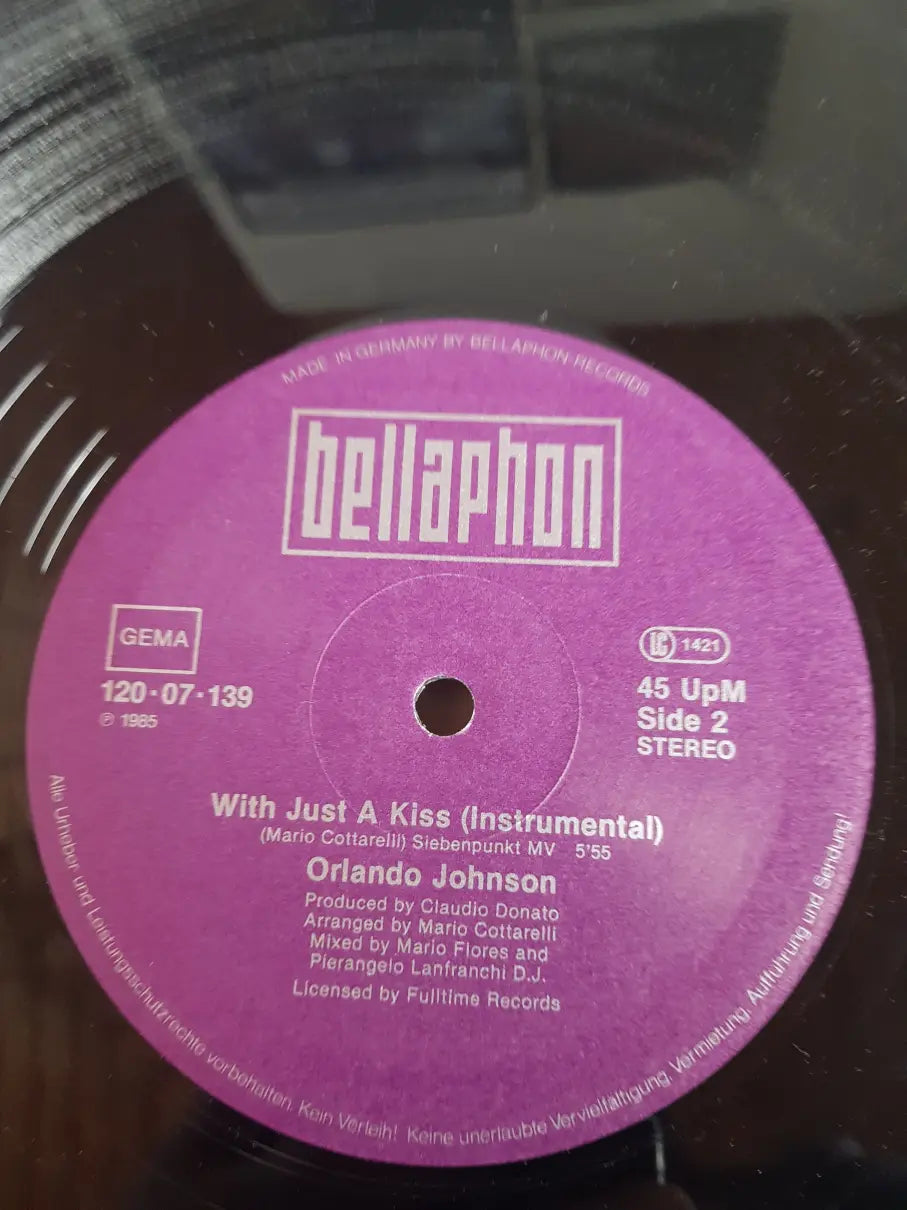 MADE IN GERMANY BY BELLAPHON RECORDS
bellaphon
GEMA
120·07·139
℗ 1985
LC 1421
45 UpM
Side 2
STEREO
With Just A Kiss (Instrumental)
(Mario Cottarelli) Siebenpunkt MV 5'55
Orlando Johnson
Produced by Claudio Donato
Arranged by Mario Cottarelli
Mixed by Mario Flores and
Pierangelo Lanfranchi D.J.
Licensed by Fulltime Records
Alle Urheber und Leistungsschutzrechte vorbehalten. Kein Verleih! Keine unerlaubte Vervielfältigung, Vermietung, Aufführung und Sendung!